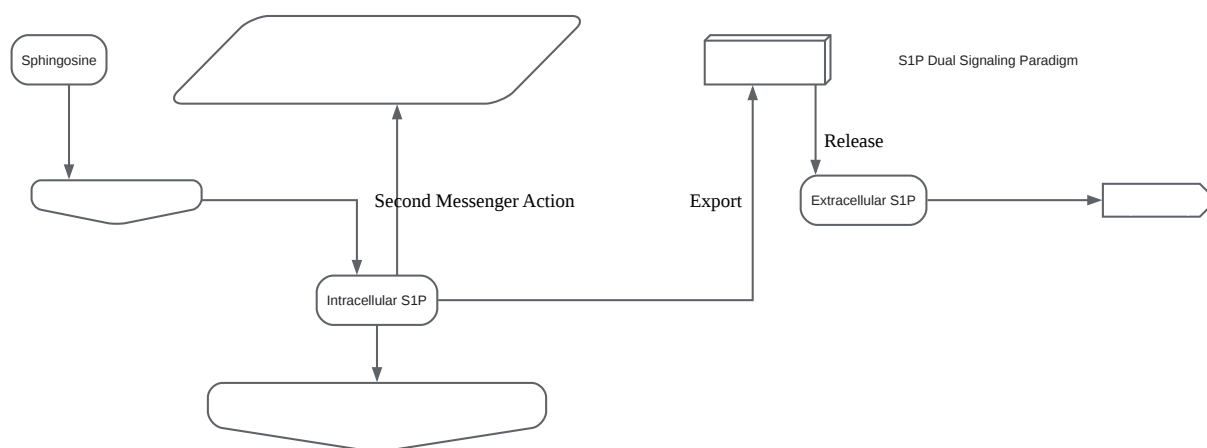 Sphingosine
S1P Dual Signaling Paradigm
Release
Second Messenger Action
Export
Extracellular S1P
Intracellular S1P